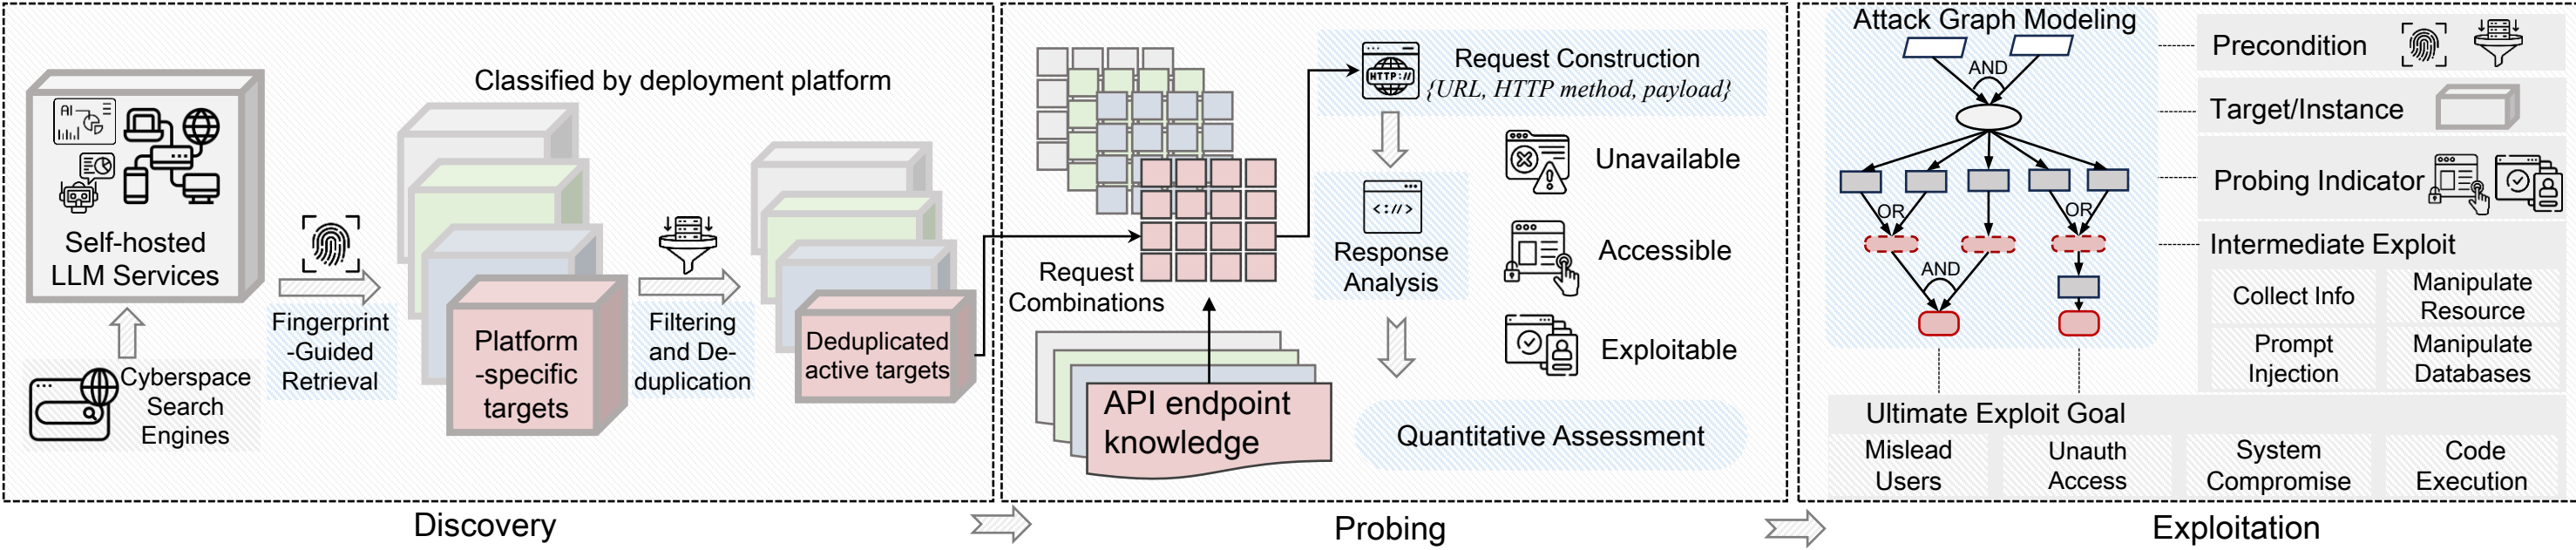 Classified by deployment platform
AI
Self-hosted
LLM Services
Cyberspace
Search
Engines
Fingerprint
-Guided
Retrieval
Platform
-specific
targets
Filtering
and De-
duplication
Deduplicated
active targets
Discovery
Request
Combinations
API endpoint
knowledge
HTTP://
Request Construction
{URL, HTTP method, payload}
<://>
Response
Analysis
Unavailable
Accessible
Exploitable
Quantitative Assessment
Probing
Attack Graph Modeling
AND
OR
OR
AND
Precondition
Target/Instance
Probing Indicator
Intermediate Exploit
Collect Info
Manipulate
Resource
Prompt
Injection
Manipulate
Databases
Ultimate Exploit Goal
Mislead
Users
Unauth
Access
System
Compromise
Code
Execution
Exploitation